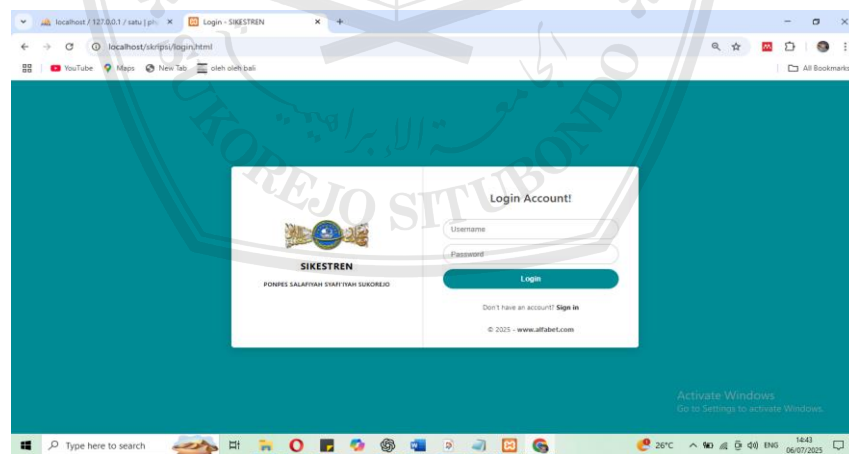 localhost / 127.0.0.1 / satu | ph
Login - SIKESTREN
localhost/skripsi/login.html
YouTube
Maps
New Tab
oleh oleh bali
All Bookmarks
SUKOREJO SITUBONDO
Login Account!
Username
Password
Login
SIKESTREN
PONPES SALAFIYAH SYAFI'IYAH SUKOREJO
Don't have an account? Sign in
© 2025 - www.alfabet.com
Activate Windows
Go to Settings to activate Windows.
Type here to search
26°C
ENG
14:43
06/07/2025